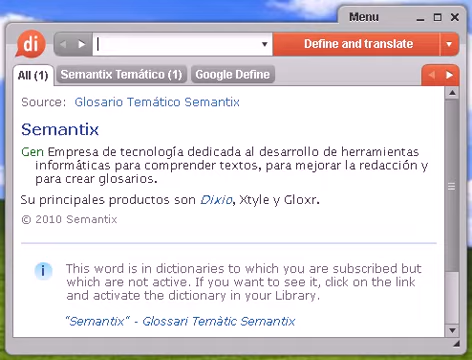 Menu
di
Define and translate
All (1)
Semantix Temático (1)
Google Define
Source: Glosario Temático Semantix
Semantix
Gen Empresa de tecnología dedicada al desarrollo de herramientas
informáticas para comprender textos, para mejorar la redacción y
para crear glosarios.
Su principales productos son Dixio, Xtyle y Gloxr.
© 2010 Semantix
i
This word is in dictionaries to which you are subscribed but
which are not active. If you want to see it, click on the link
and activate the dictionary in your Library.
"Semantix" - Glossari Temàtic Semantix